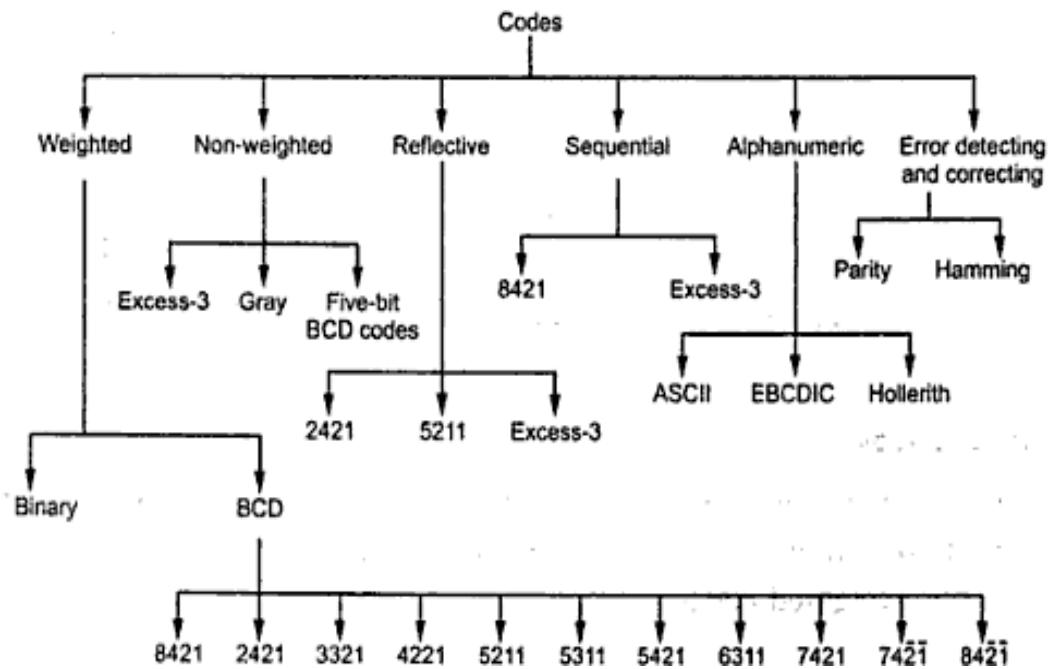 Codes
Weighted Non-weighted Reflective Sequential Alphanumeric Error detecting
and correcting
8421 Excess-3 Parity Hamming
Excess-3 Gray Five-bit
BCD codes
ASCII EBCDIC Hollerith
2421 5211 Excess-3
Binary BCD
8421 2421 3321 4221 5211 5311 5421 6311 7421 742̅1̅ 842̅1̅